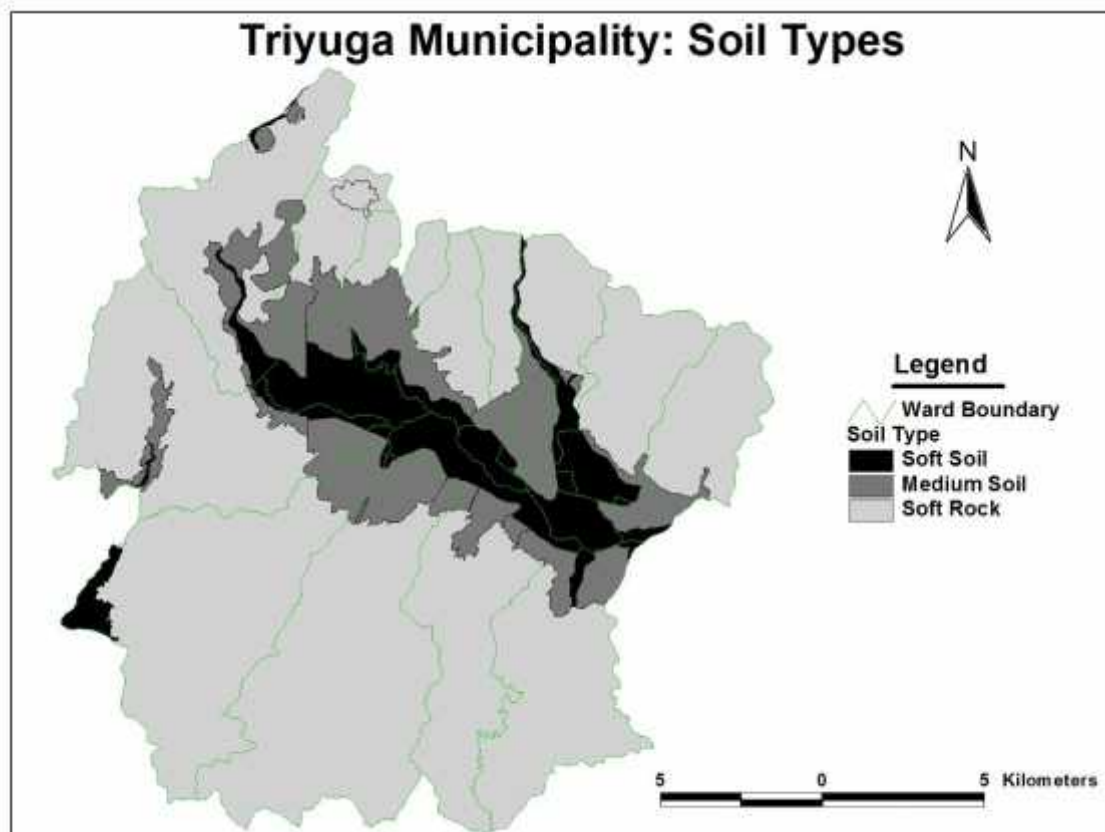 Triyuga Municipality: Soil Types
N
Legend
Ward Boundary
Soil Type
Soft Soil
Medium Soil
Soft Rock
5 0 5 Kilometers